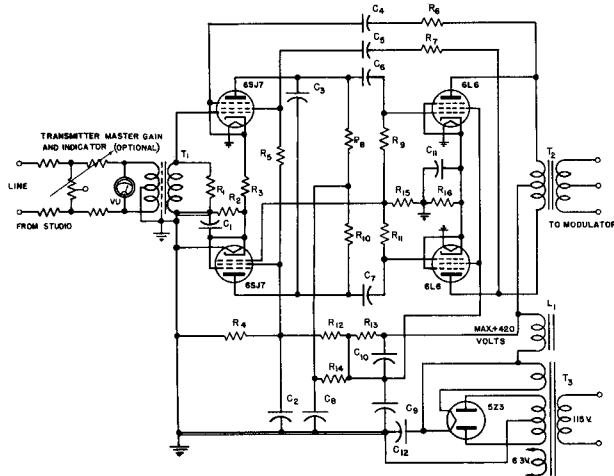 C4
R6
C5
R7
C6
6SJ7
6L6
C3
TRANSMITTER MASTER GAIN
AND INDICATOR (OPTIONAL)
T1
R5
R8
R9
C11
T2
LINE
VU
R1
R2
R3
R15
R16
FROM STUDIO
C1
R10
R11
TO MODULATOR
6SJ7
C7
6L6
L1
R4
R12
R13
MAX.+420
VOLTS
C10
T3
R14
C2
C8
C9
5Z3
115V.
C12
6.3V.